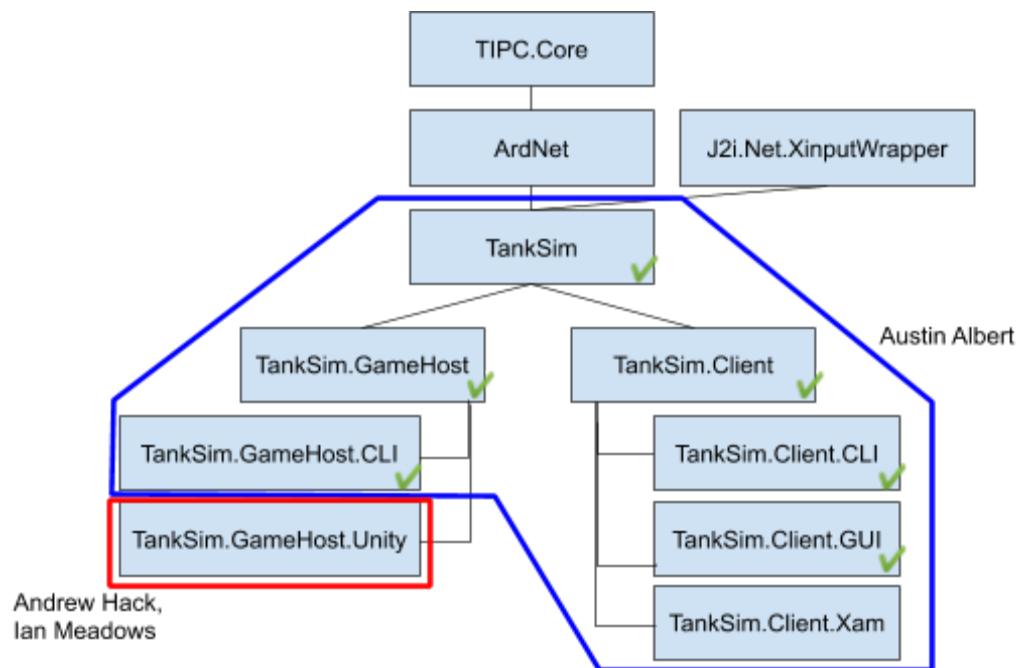 TIPC.Core
ArdNet
J2i.Net.XinputWrapper
TankSim
Austin Albert
TankSim.GameHost
TankSim.Client
TankSim.GameHost.CLI
TankSim.Client.CLI
TankSim.GameHost.Unity
TankSim.Client.GUI
Andrew Hack,
Ian Meadows
TankSim.Client.Xam